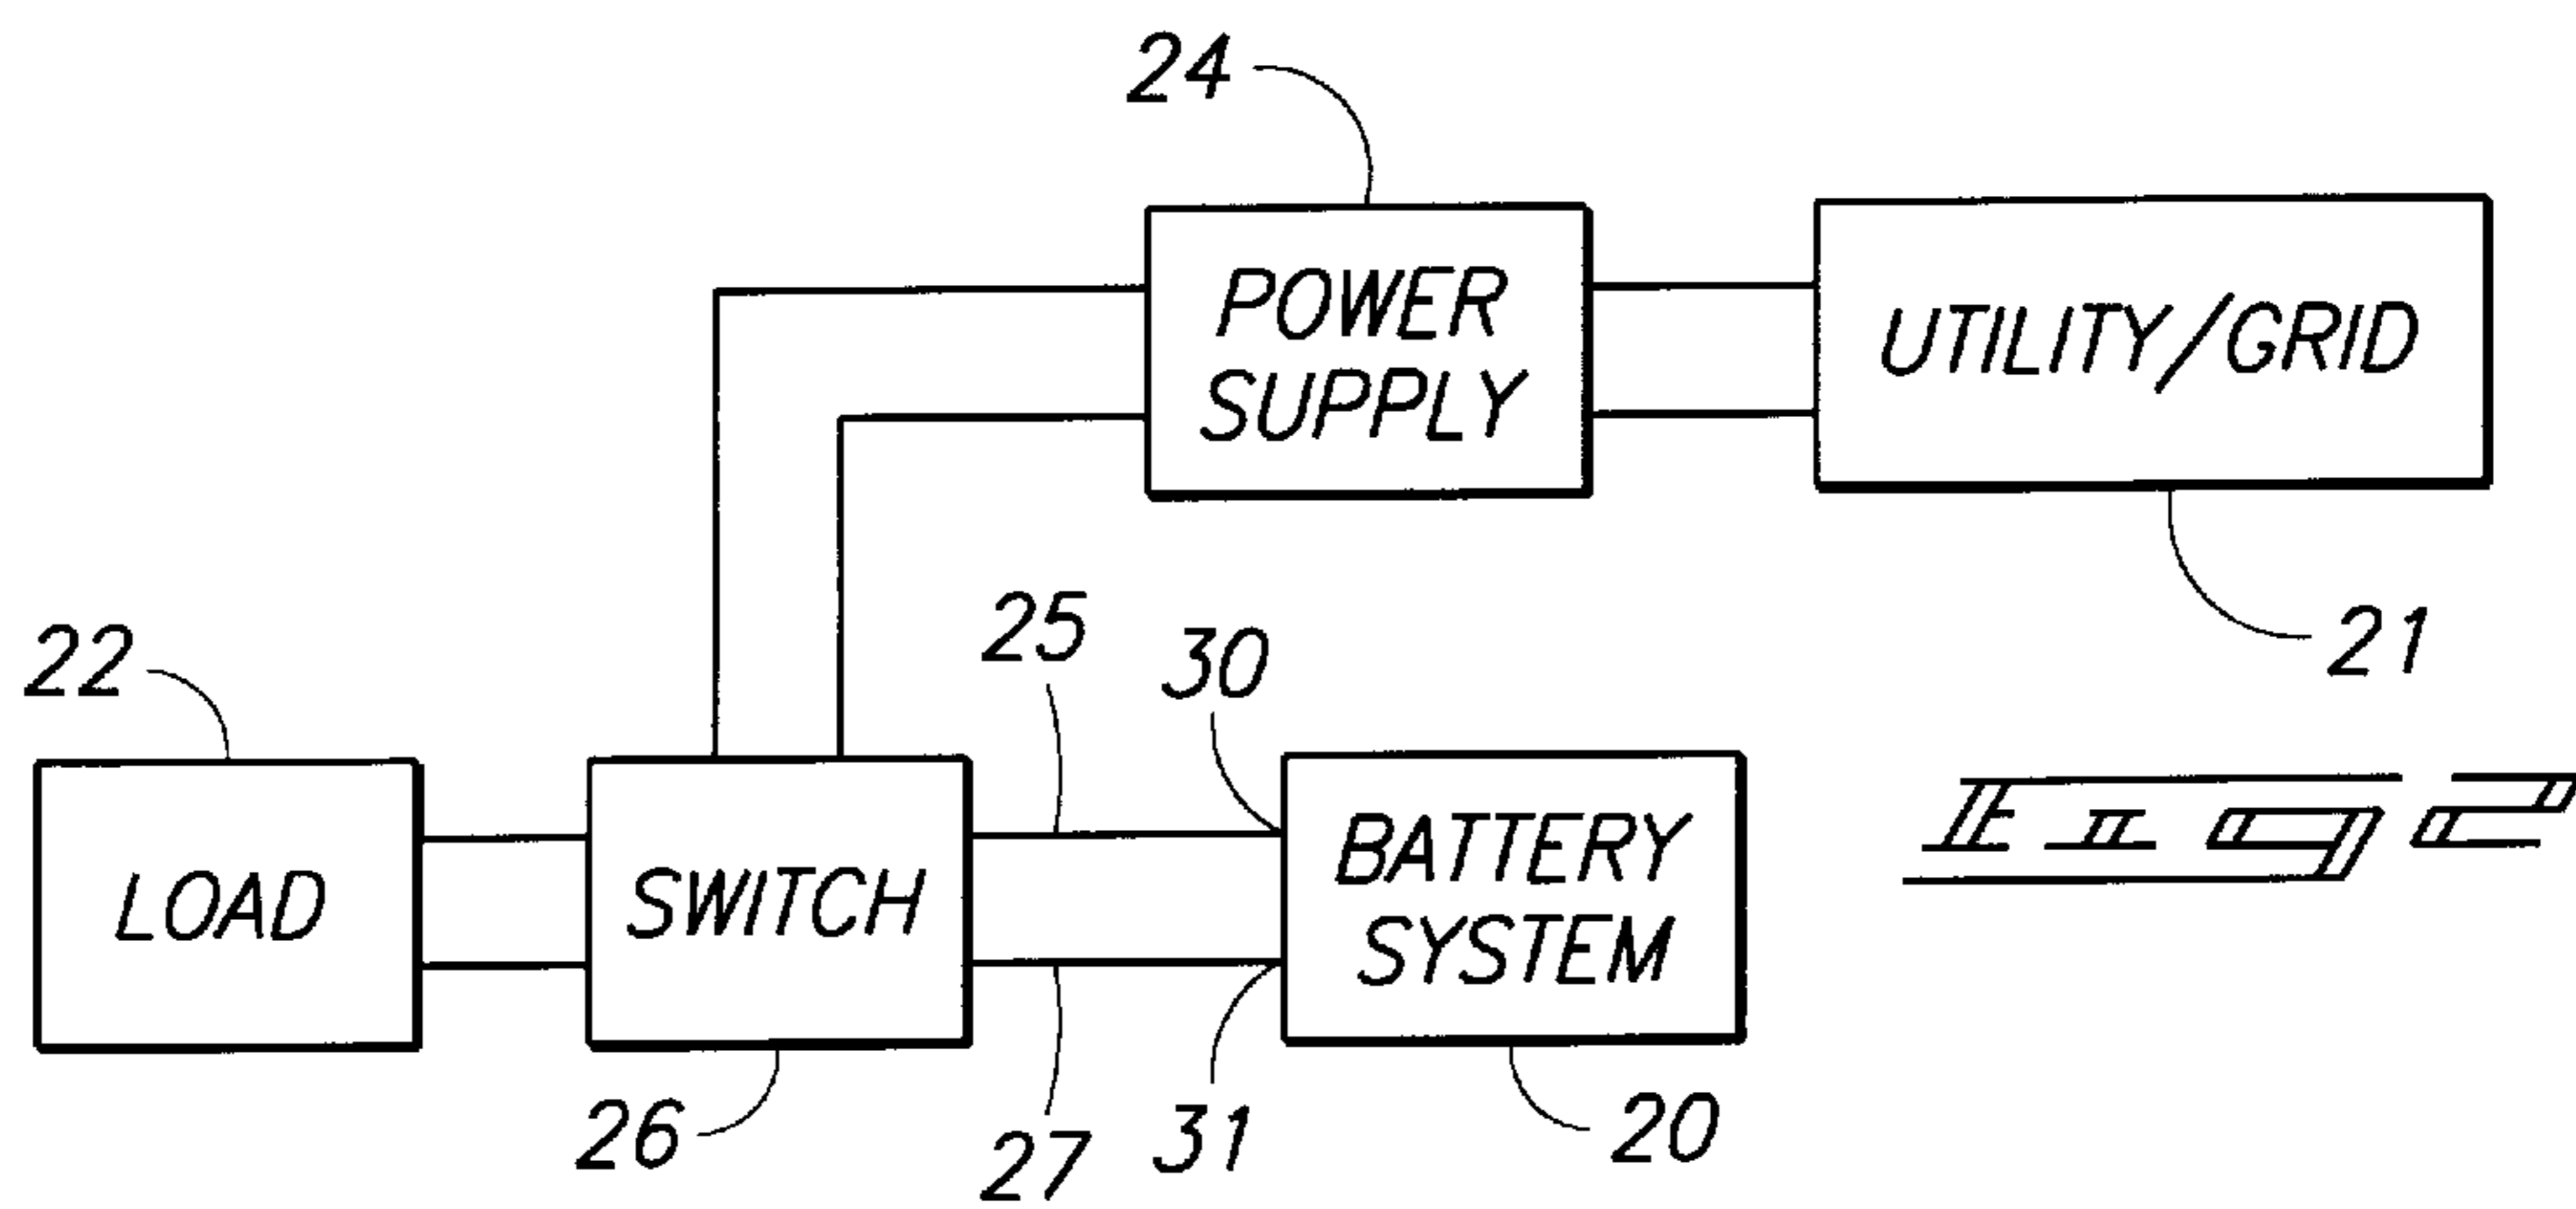 24
POWER
SUPPLY
UTILITY/GRID
21
22
25
30
LOAD
SWITCH
BATTERY
SYSTEM
26
27
31
20
Fig 2